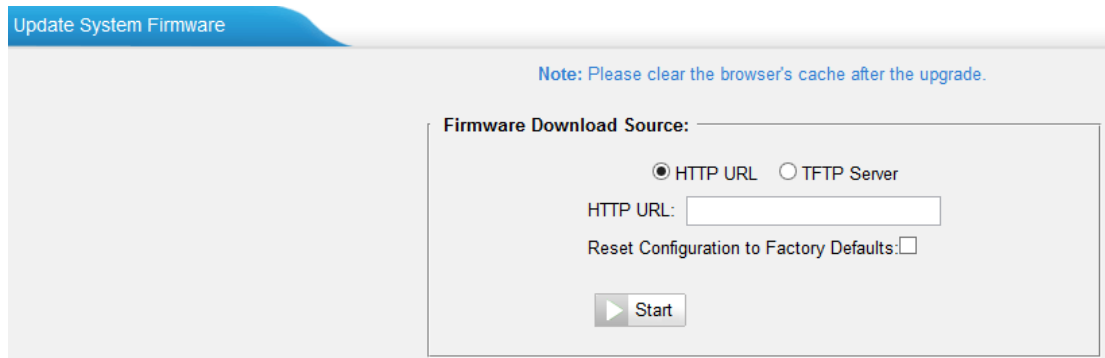 Update System Firmware
Note: Please clear the browser's cache after the upgrade.
Firmware Download Source:
HTTP URL TFTP Server
HTTP URL:
Reset Configuration to Factory Defaults:
Start